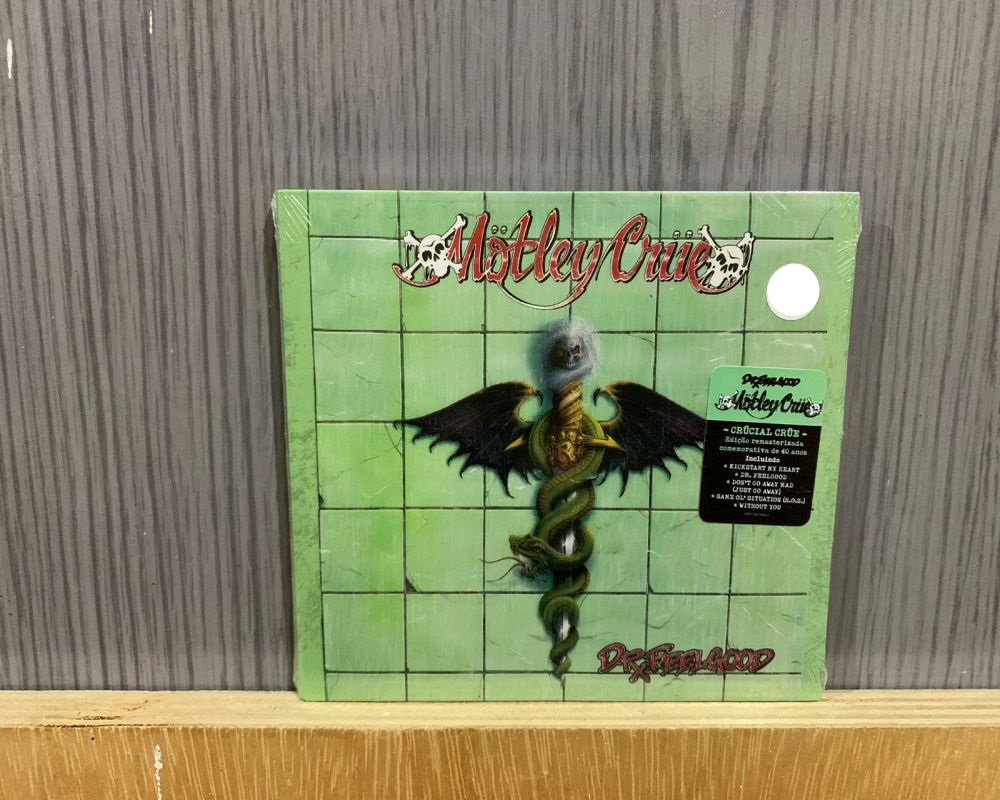 Mötley Crüe
DR. FEELGOOD
DR. FEELGOOD
Mötley Crüe
- CRÜCIAL CRÜE -
Edição remasterizada
comemorativa de 40 anos
Incluindo
* KICKSTART MY HEART
* DR. FEELGOOD
* DON'T GO AWAY MAD
(JUST GO AWAY)
* SAME OL' SITUATION (S.O.S.)
* WITHOUT YOU